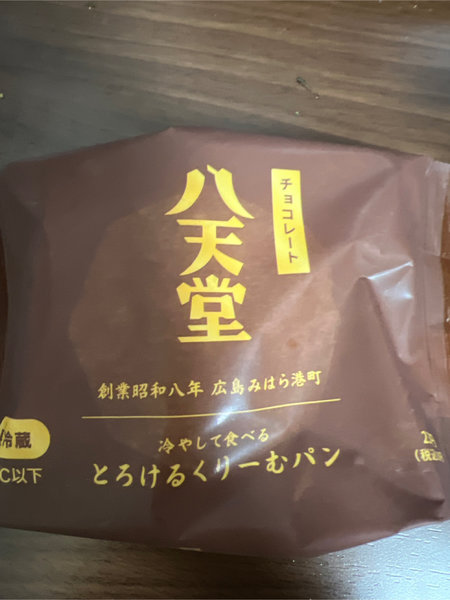 チョコレート
八天堂
創業昭和八年 広島みはら港町
冷蔵
℃以下
冷やして食べる
とろけるくりーむパン